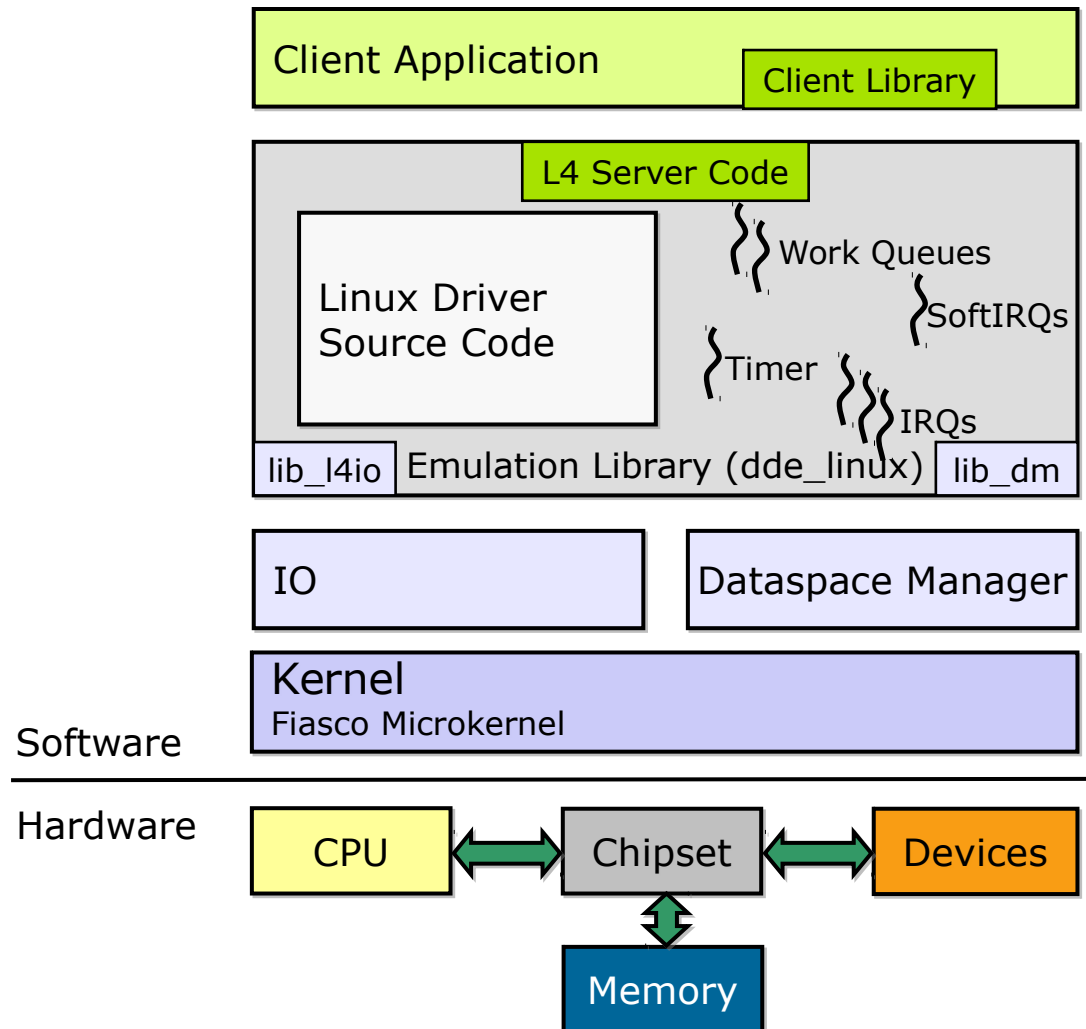 Client Application
Client Library
L4 Server Code
Work Queues
Linux Driver
Source Code
SoftIRQs
Timer
IRQs
lib_l4io
Emulation Library (dde_linux)
lib_dm
IO
Dataspace Manager
Kernel
Fiasco Microkernel
Software
Hardware
CPU
Chipset
Devices
Memory